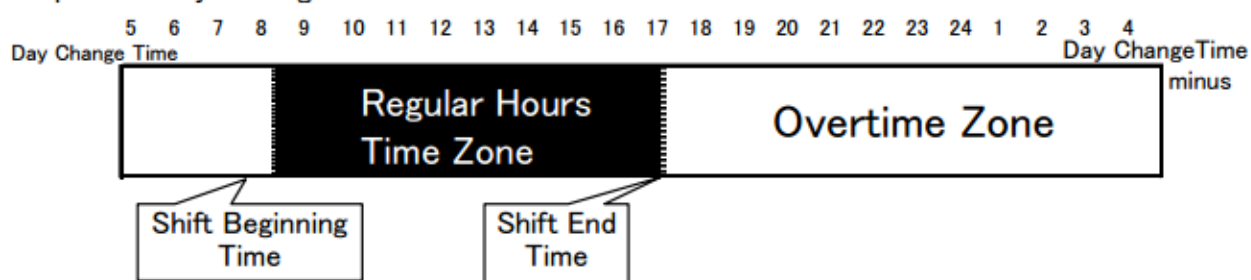 5 6 7 8 9 10 11 12 13 14 15 16 17 18 19 20 21 22 23 24 1 2 3 4
Day Change Time
Day ChangeTime
minus
Regular Hours
Time Zone
Overtime Zone
Shift Beginning
Time
Shift End
Time